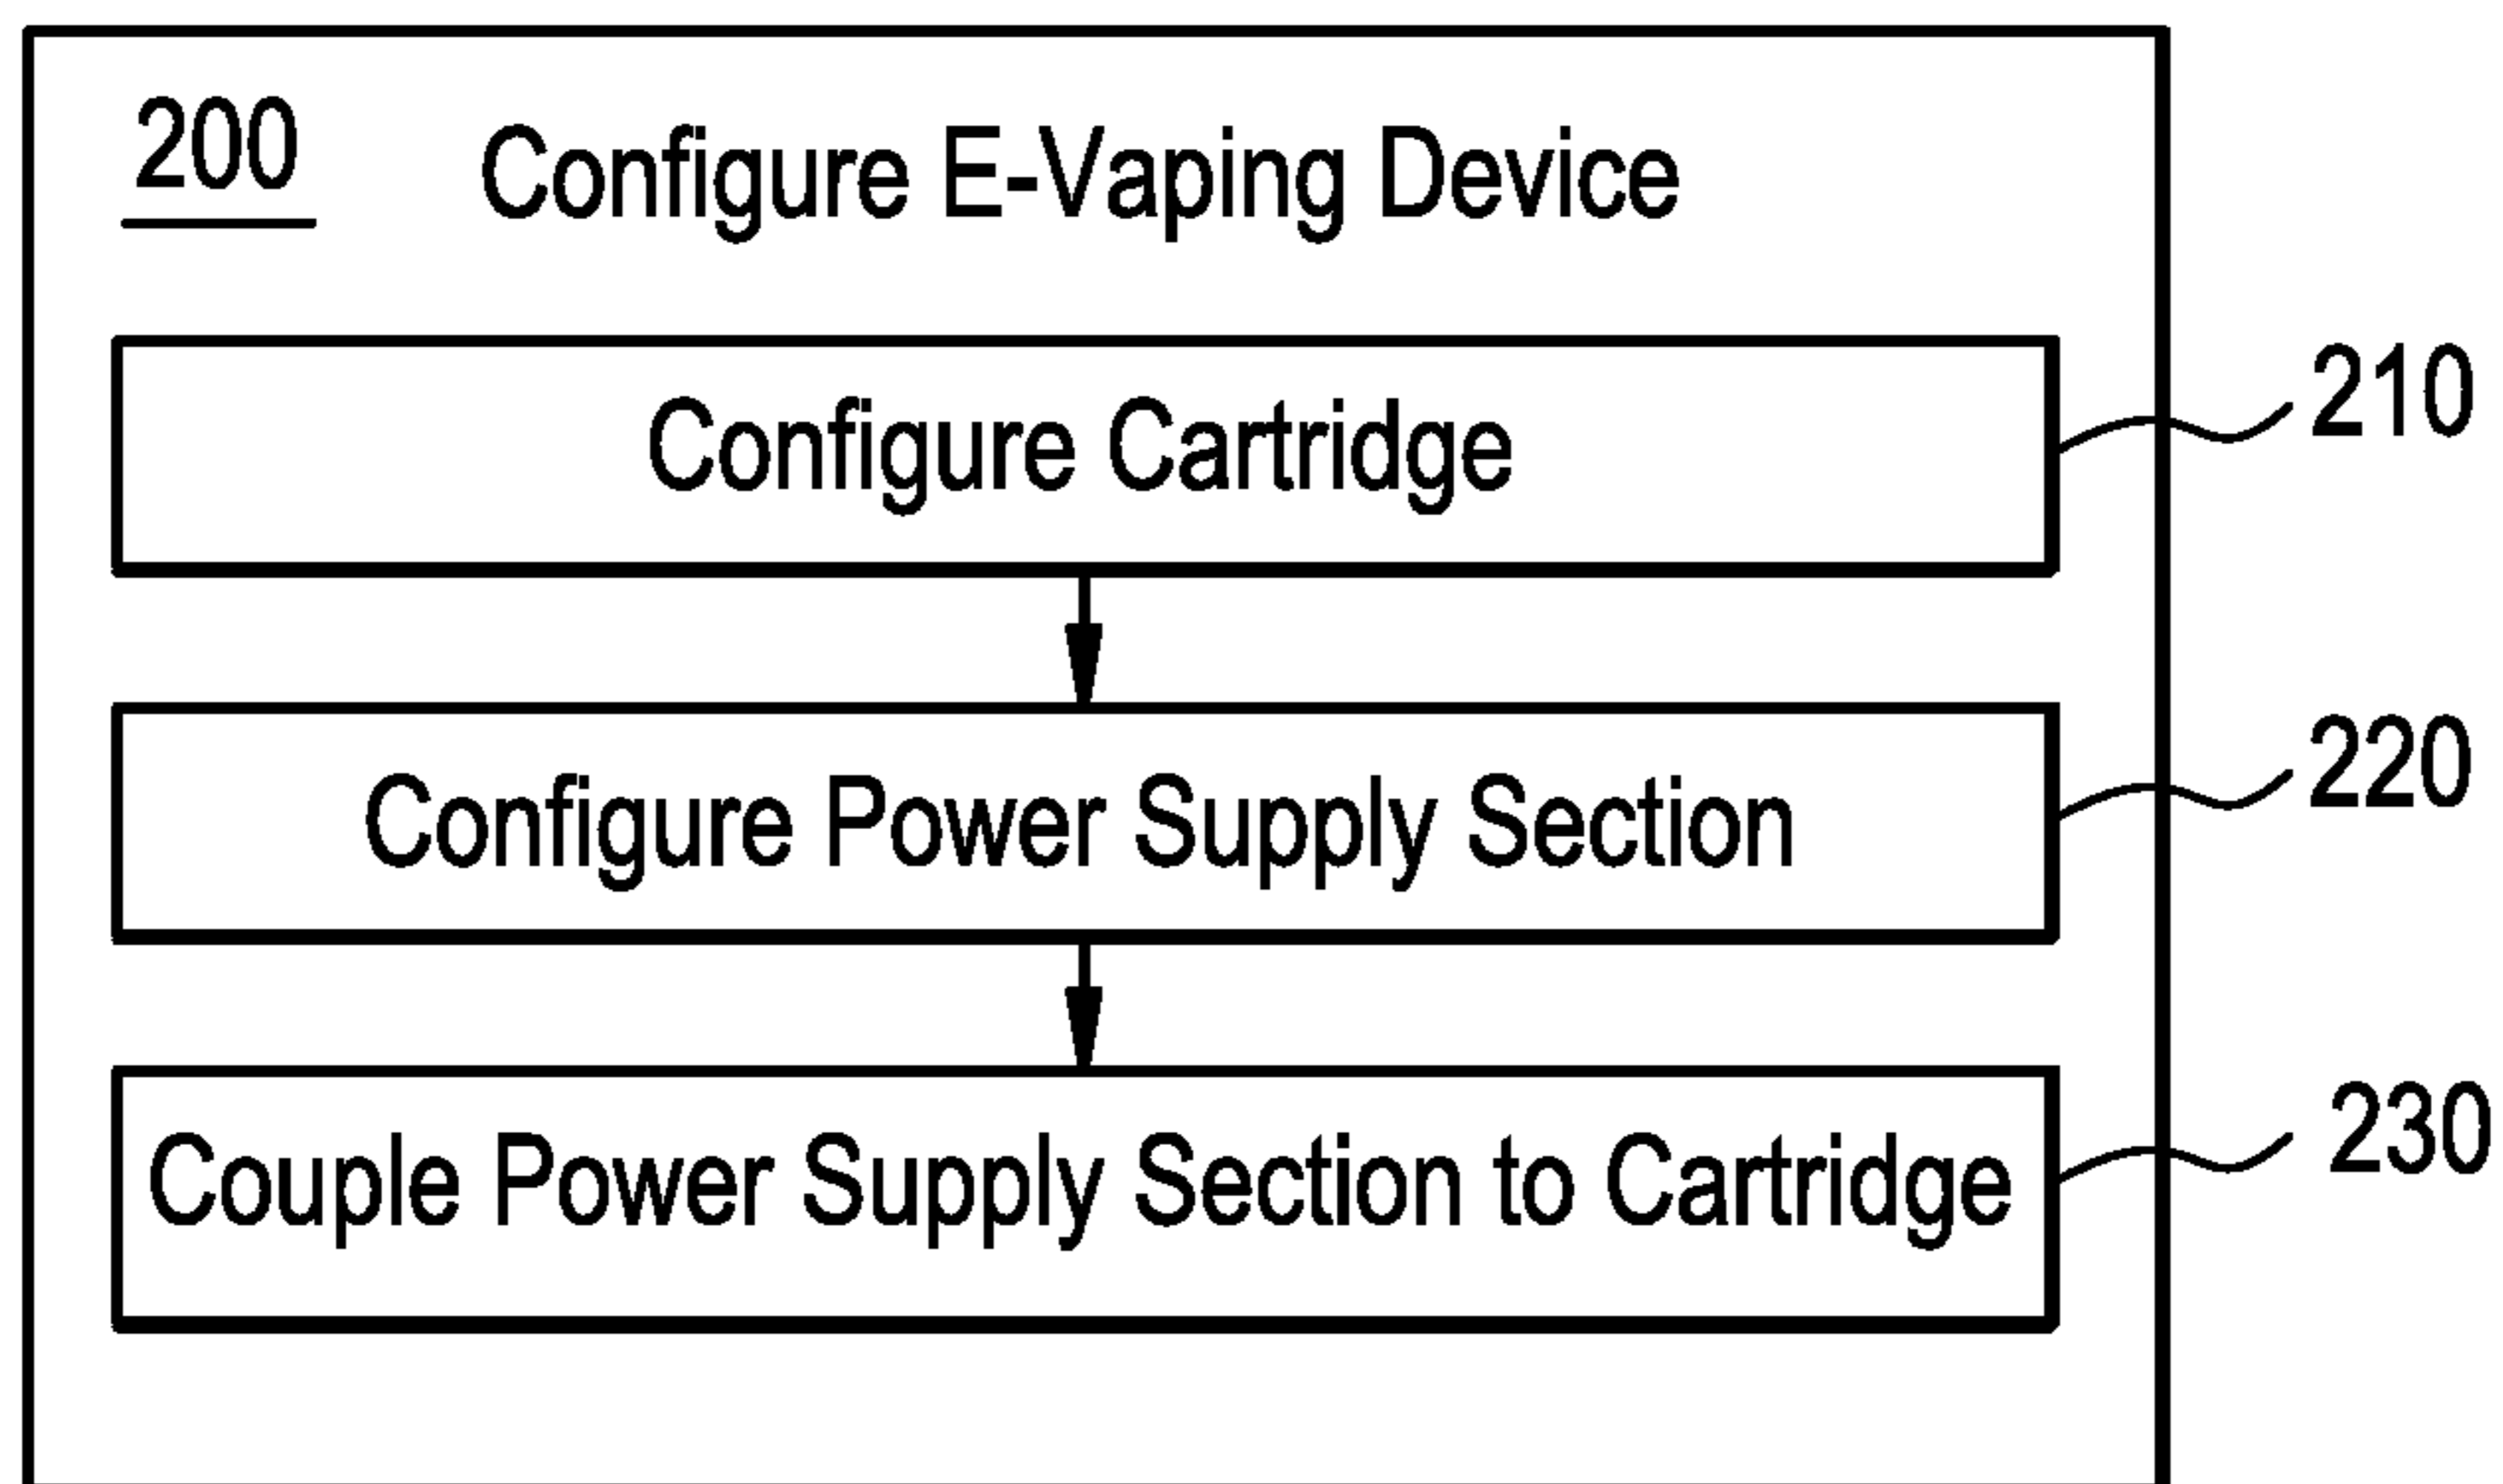 200 Configure E-Vaping Device
Configure Cartridge
210
Configure Power Supply Section
220
Couple Power Supply Section to Cartridge
230